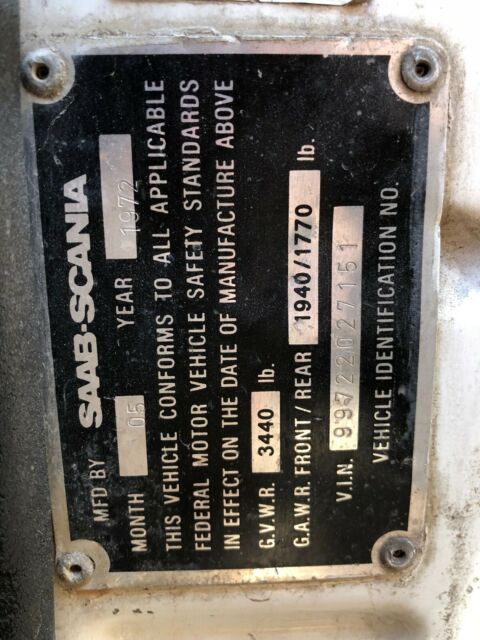 MFD BY SAAB-SCANIA
MONTH 05 YEAR 1972
THIS VEHICLE CONFORMS TO ALL APPLICABLE
FEDERAL MOTOR VEHICLE SAFETY STANDARDS
IN EFFECT ON THE DATE OF MANUFACTURE ABOVE
G.V.W.R. 3440 lb.
G.A.W.R. FRONT/REAR 1940/1770 lb.
V.I.N. 99722027151
VEHICLE IDENTIFICATION NO.